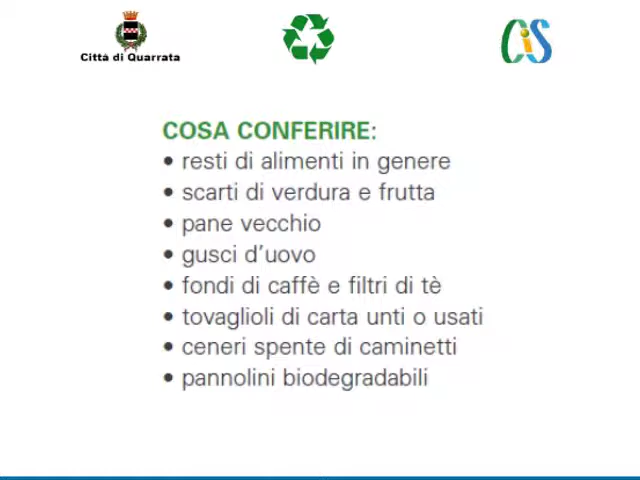 Città di Quarrata
CiS
COSA CONFERIRE:
• resti di alimenti in genere
• scarti di verdura e frutta
• pane vecchio
• gusci d'uovo
• fondi di caffè e filtri di tè
• tovaglioli di carta unti o usati
• ceneri spente di caminetti
• pannolini biodegradabili